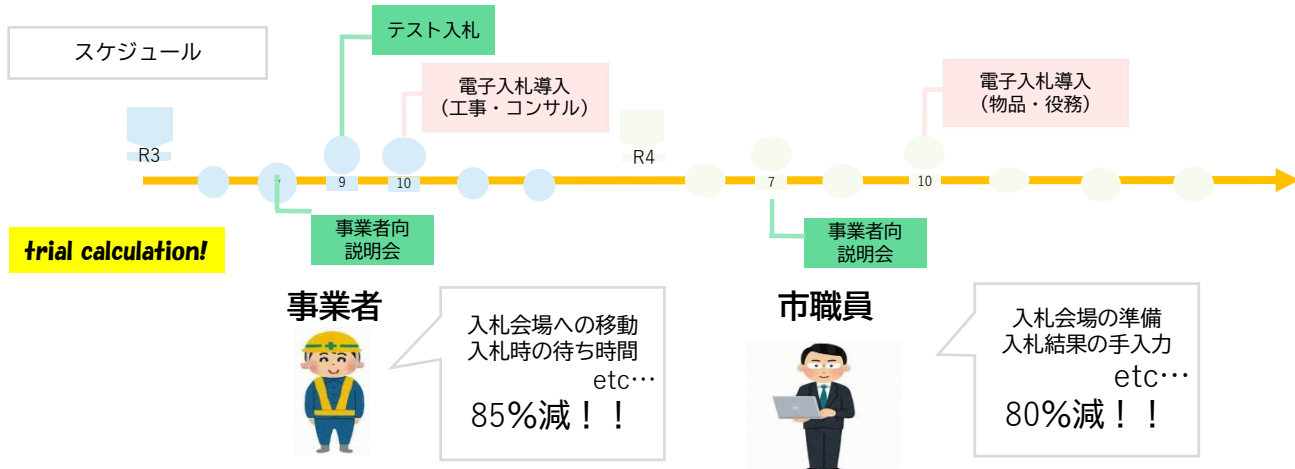 スケジュール
テスト入札
電子入札導入
（工事・コンサル）
電子入札導入
（物品・役務）
R3
R4
9
10
7
10
事業者向
説明会
事業者向
説明会
trial calculation!
事業者
入札会場への移動
入札時の待ち時間
etc…
85%減！！
市職員
入札会場の準備
入札結果の手入力
etc…
80%減！！